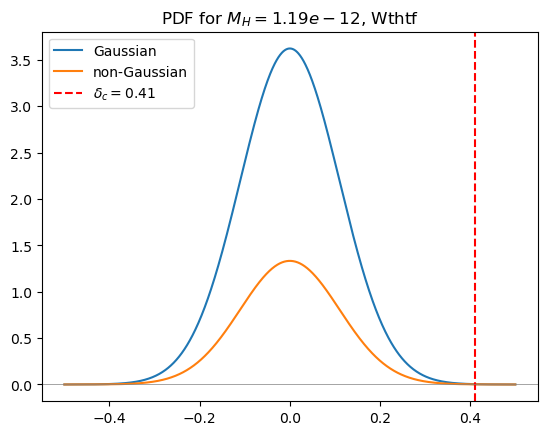 PDF for $M_H = 1.19e − 12$, Wthtf
Gaussian
non-Gaussian
$\delta_c = 0.41$
3.5
3.0
2.5
2.0
1.5
1.0
0.5
0.0
−0.4 −0.2 0.0 0.2 0.4